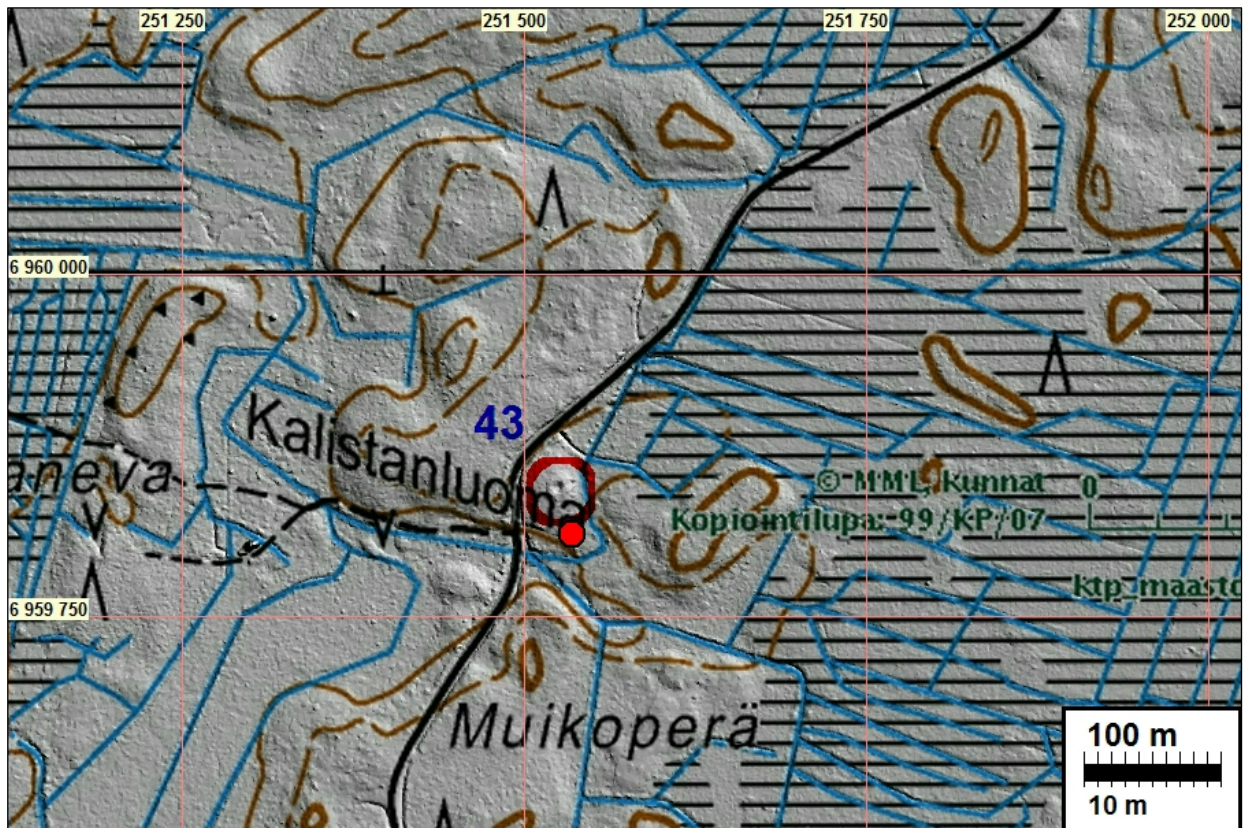 251 250
251 500
251 750
252 000
6 960 000
43
Kalistanluoma
aneva
© MML, kunnat
0
Kopiointilupa: 99/KP/07
6 959 750
ktp_maasto
Muikoperä
100 m
10 m